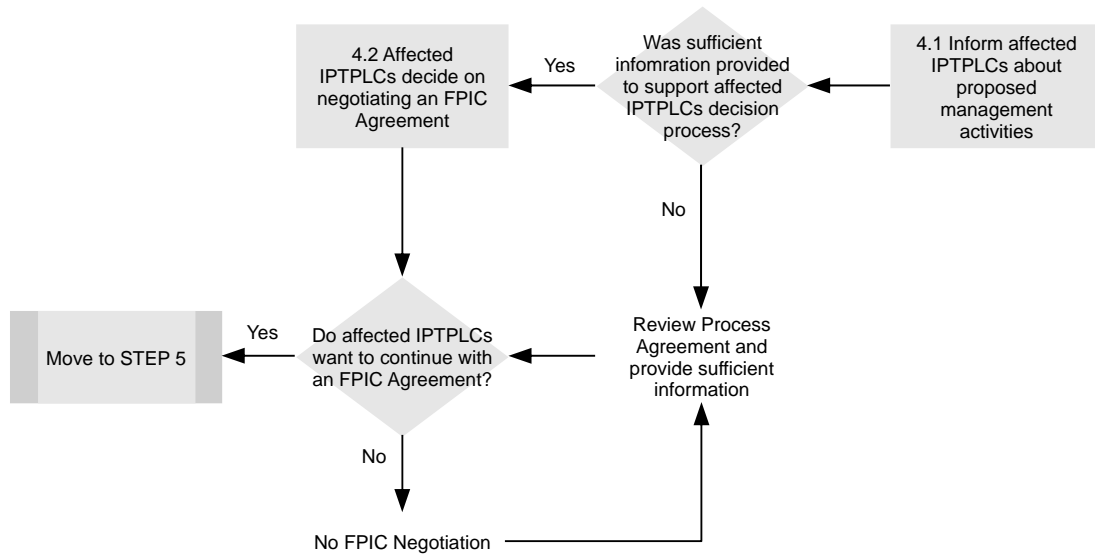 4.2 Affected
IPTPLCs decide on
negotiating an FPIC
Agreement
Yes
Was sufficient
infomration provided
to support affected
IPTPLCs decision
process?
4.1 Inform affected
IPTPLCs about
proposed
management
activities
No
Move to STEP 5
Yes
Do affected IPTPLCs
want to continue with
an FPIC Agreement?
Review Process
Agreement and
provide sufficient
information
No
No FPIC Negotiation